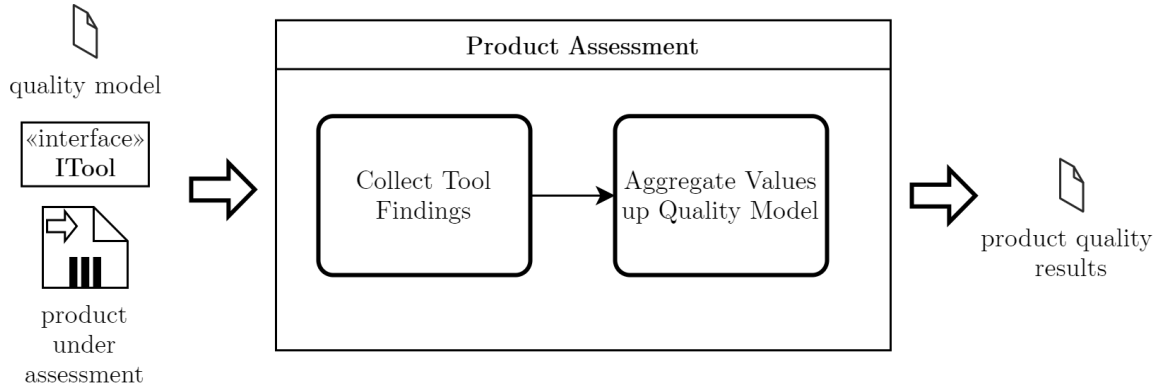 quality model
«interface»
ITool
product
under
assessment
Product Assessment
Collect Tool
Findings
Aggregate Values
up Quality Model
product quality
results